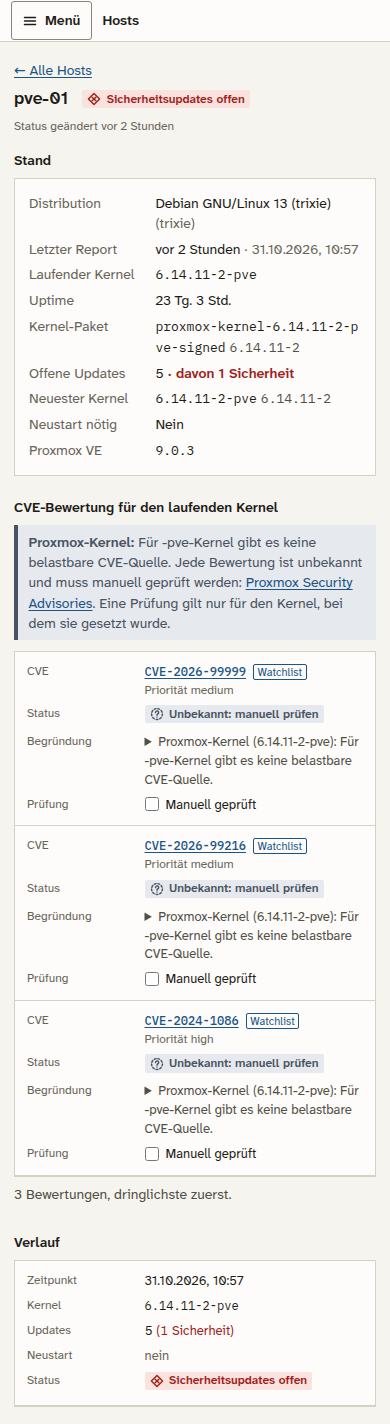 Menü Hosts
← Alle Hosts
pve-01 Sicherheitsupdates offen
Status geändert vor 2 Stunden
Stand
Distribution Debian GNU/Linux 13 (trixie)
(trixie)
Letzter Report vor 2 Stunden · 31.10.2026, 10:57
Laufender Kernel 6.14.11-2-pve
Uptime 23 Tg. 3 Std.
Kernel-Paket proxmox-kernel-6.14.11-2-p
ve-signed 6.14.11-2
Offene Updates 5 · davon 1 Sicherheit
Neuester Kernel 6.14.11-2-pve 6.14.11-2
Neustart nötig Nein
Proxmox VE 9.0.3
CVE-Bewertung für den laufenden Kernel
Proxmox-Kernel: Für -pve-Kernel gibt es keine
belastbare CVE-Quelle. Jede Bewertung ist unbekannt
und muss manuell geprüft werden: Proxmox Security
Advisories. Eine Prüfung gilt nur für den Kernel, bei
dem sie gesetzt wurde.
CVE CVE-2026-99999 Watchlist
Priorität medium
Status Unbekannt: manuell prüfen
Begründung ▶ Proxmox-Kernel (6.14.11-2-pve): Für
-pve-Kernel gibt es keine belastbare
CVE-Quelle.
Prüfung Manuell geprüft
CVE CVE-2026-99216 Watchlist
Priorität medium
Status Unbekannt: manuell prüfen
Begründung ▶ Proxmox-Kernel (6.14.11-2-pve): Für
-pve-Kernel gibt es keine belastbare
CVE-Quelle.
Prüfung Manuell geprüft
CVE CVE-2024-1086 Watchlist
Priorität high
Status Unbekannt: manuell prüfen
Begründung ▶ Proxmox-Kernel (6.14.11-2-pve): Für
-pve-Kernel gibt es keine belastbare
CVE-Quelle.
Prüfung Manuell geprüft
3 Bewertungen, dringlichste zuerst.
Verlauf
Zeitpunkt 31.10.2026, 10:57
Kernel 6.14.11-2-pve
Updates 5 (1 Sicherheit)
Neustart nein
Status Sicherheitsupdates offen